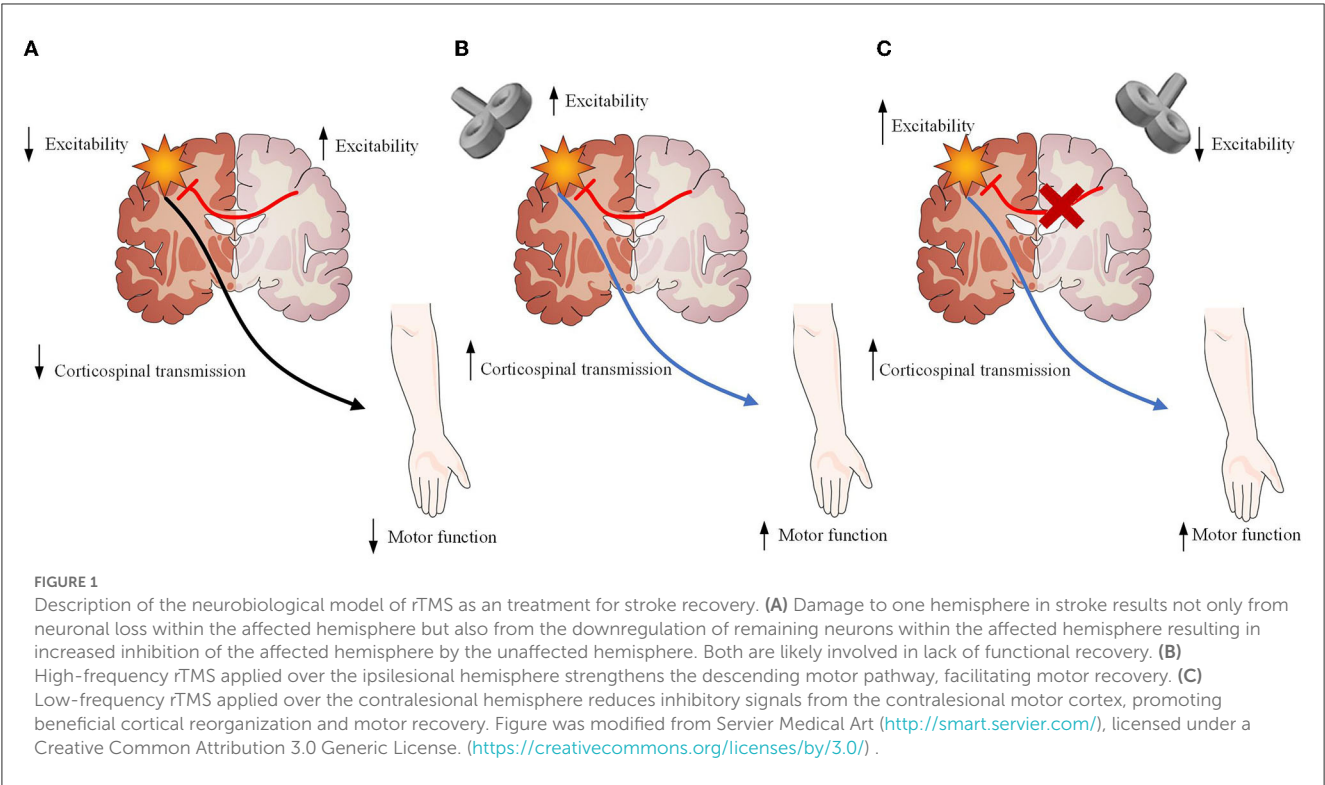 A
B
C
↓ Excitability
↑ Excitability
↑ Excitability
↑ Excitability
↓ Excitability
↓ Corticospinal transmission
↑ Corticospinal transmission
↑ Corticospinal transmission
↓ Motor function
↑ Motor function
↑ Motor function
FIGURE 1
Description of the neurobiological model of rTMS as an treatment for stroke recovery. (A) Damage to one hemisphere in stroke results not only from
neuronal loss within the affected hemisphere but also from the downregulation of remaining neurons within the affected hemisphere resulting in
increased inhibition of the affected hemisphere by the unaffected hemisphere. Both are likely involved in lack of functional recovery. (B)
High-frequency rTMS applied over the ipsilesional hemisphere strengthens the descending motor pathway, facilitating motor recovery. (C)
Low-frequency rTMS applied over the contralesional hemisphere reduces inhibitory signals from the contralesional motor cortex, promoting
beneficial cortical reorganization and motor recovery. Figure was modified from Servier Medical Art (http://smart.servier.com/), licensed under a
Creative Common Attribution 3.0 Generic License. (https://creativecommons.org/licenses/by/3.0/) .